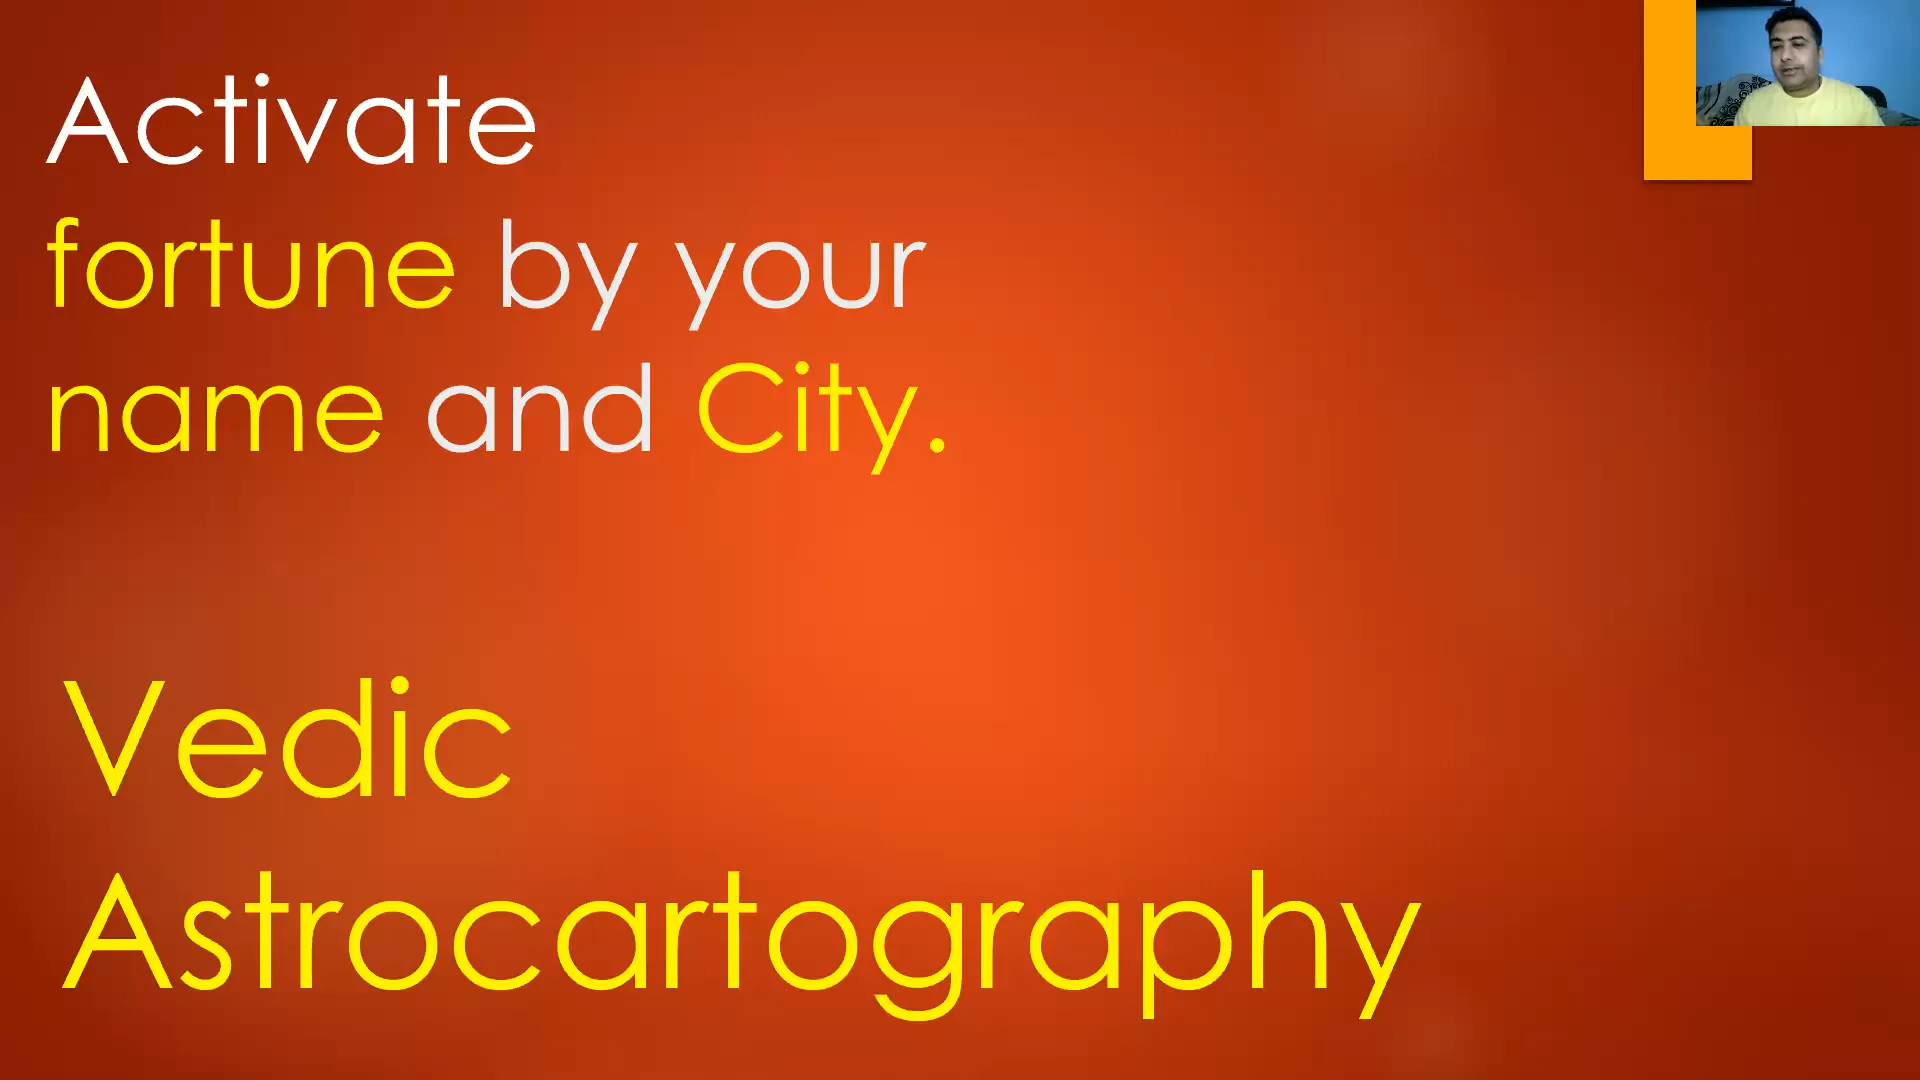 Activate
fortune by your
name and City.
Vedic
Astrocartography